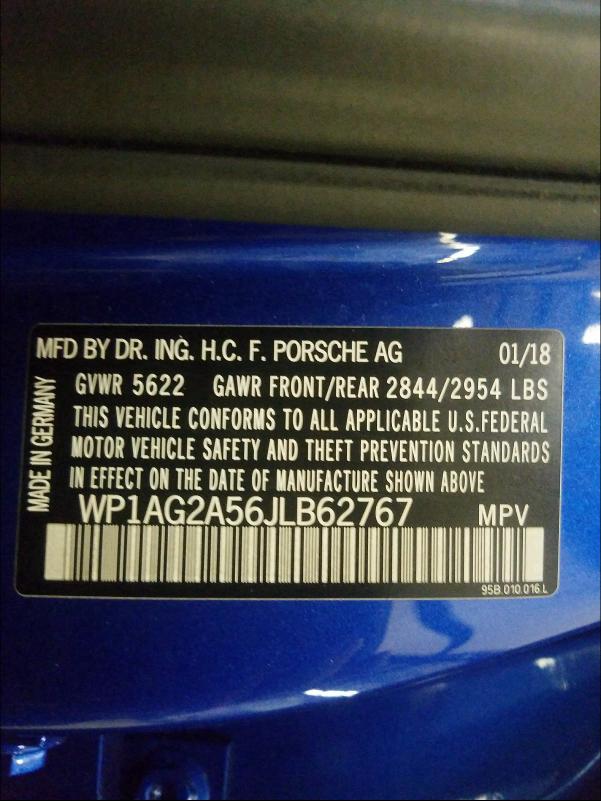 MFD BY DR. ING. H.C. F. PORSCHE AG 01/18
GVWR 5622 GAWR FRONT/REAR 2844/2954 LBS
THIS VEHICLE CONFORMS TO ALL APPLICABLE U.S.FEDERAL
MOTOR VEHICLE SAFETY AND THEFT PREVENTION STANDARDS
IN EFFECT ON THE DATE OF MANUFACTURE SHOWN ABOVE
MADE IN GERMANY
WP1AG2A56JLB62767 MPV
95B.010.016.L